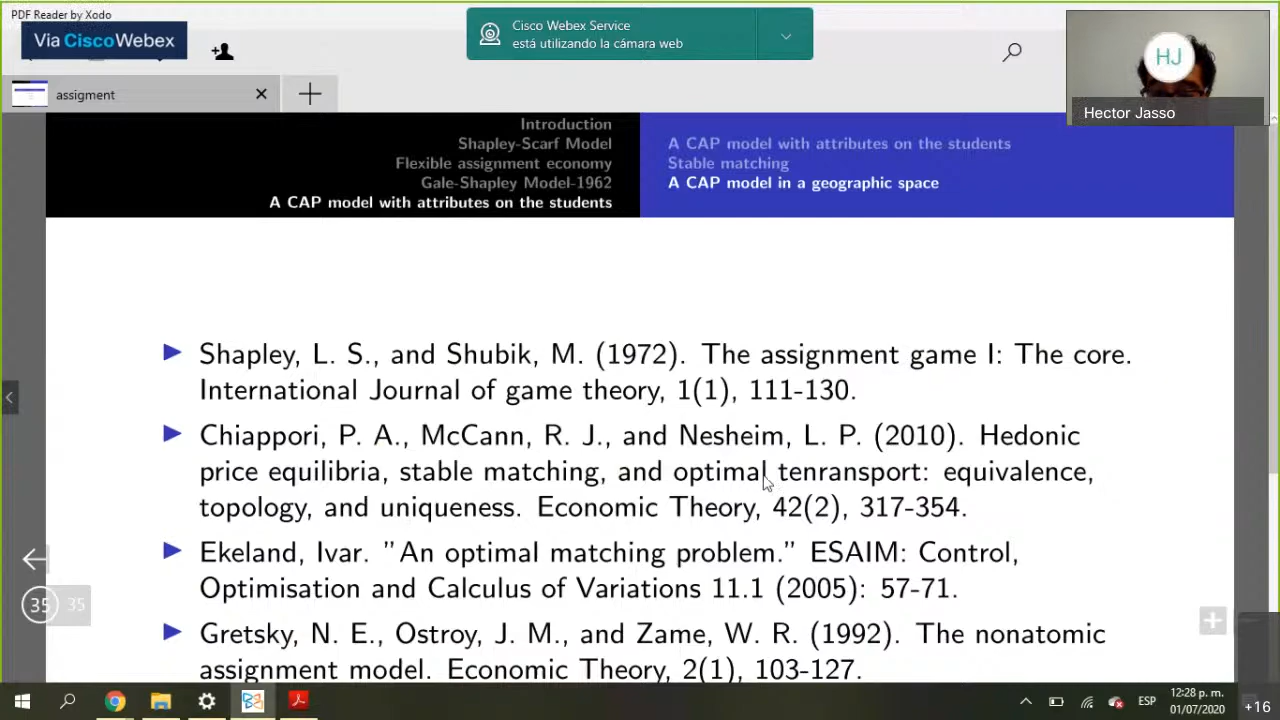 PDF Reader by Xodo
Via CiscoWebex
Cisco Webex Service
está utilizando la cámara web
HJ
Hector Jasso
assigment
Introduction
Shapley-Scarf Model
Flexible assignment economy
Gale-Shapley Model-1962
A CAP model with attributes on the students
A CAP model with attributes on the students
Stable matching
A CAP model in a geographic space
Shapley, L. S., and Shubik, M. (1972). The assignment game I: The core.
International Journal of game theory, 1(1), 111-130.
Chiappori, P. A., McCann, R. J., and Nesheim, L. P. (2010). Hedonic
price equilibria, stable matching, and optimal tenransport: equivalence,
topology, and uniqueness. Economic Theory, 42(2), 317-354.
Ekeland, Ivar. "An optimal matching problem." ESAIM: Control,
Optimisation and Calculus of Variations 11.1 (2005): 57-71.
Gretsky, N. E., Ostroy, J. M., and Zame, W. R. (1992). The nonatomic
assignment model. Economic Theory, 2(1), 103-127.
35 35
ESP
12:28 p. m.
01/07/2020
+16